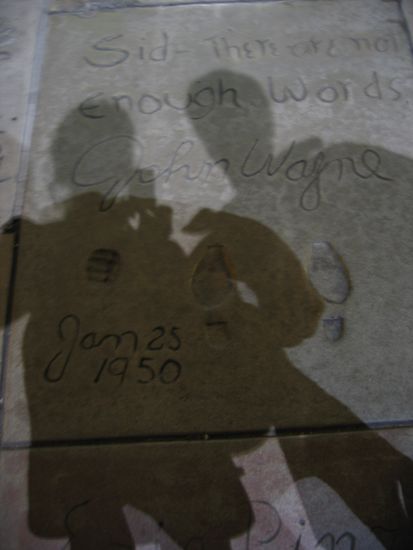 Sid - There are not
Enough Words
John Wayne
Jan 25
1950